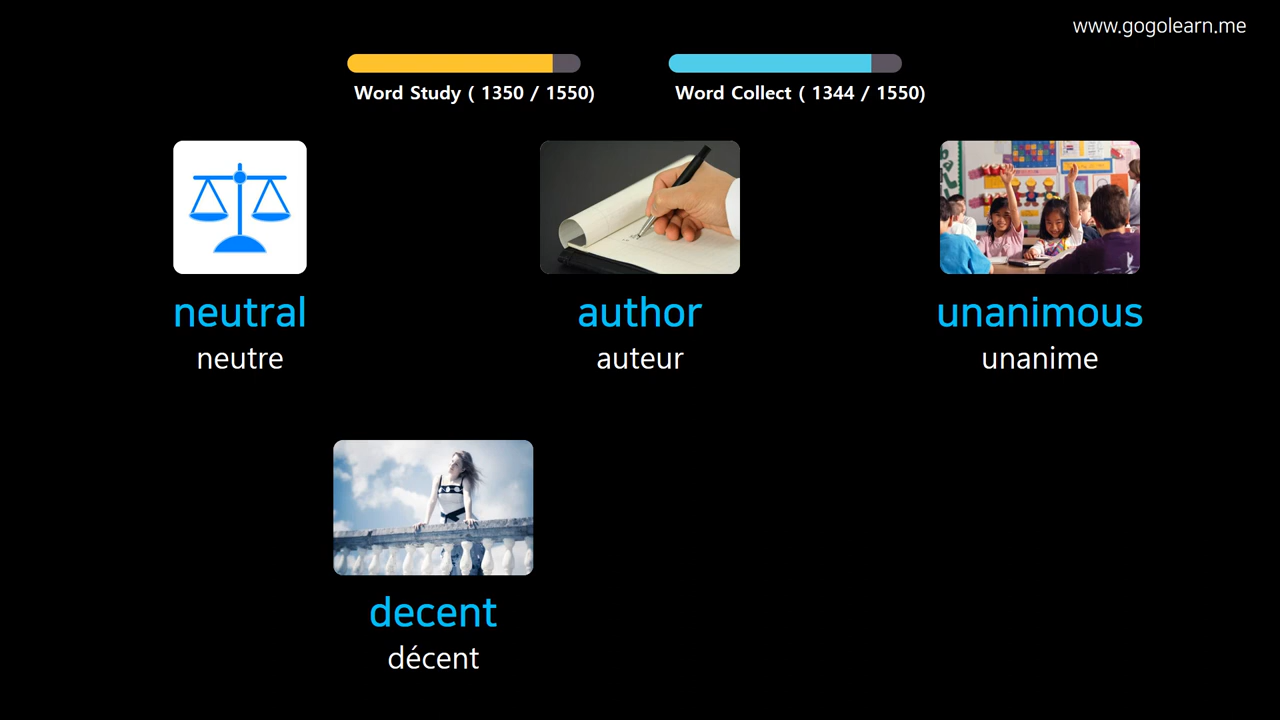 www.gogolearn.me
Word Study ( 1350 / 1550)
Word Collect ( 1344 / 1550)
neutral
neutre
author
auteur
unanimous
unanime
decent
décent